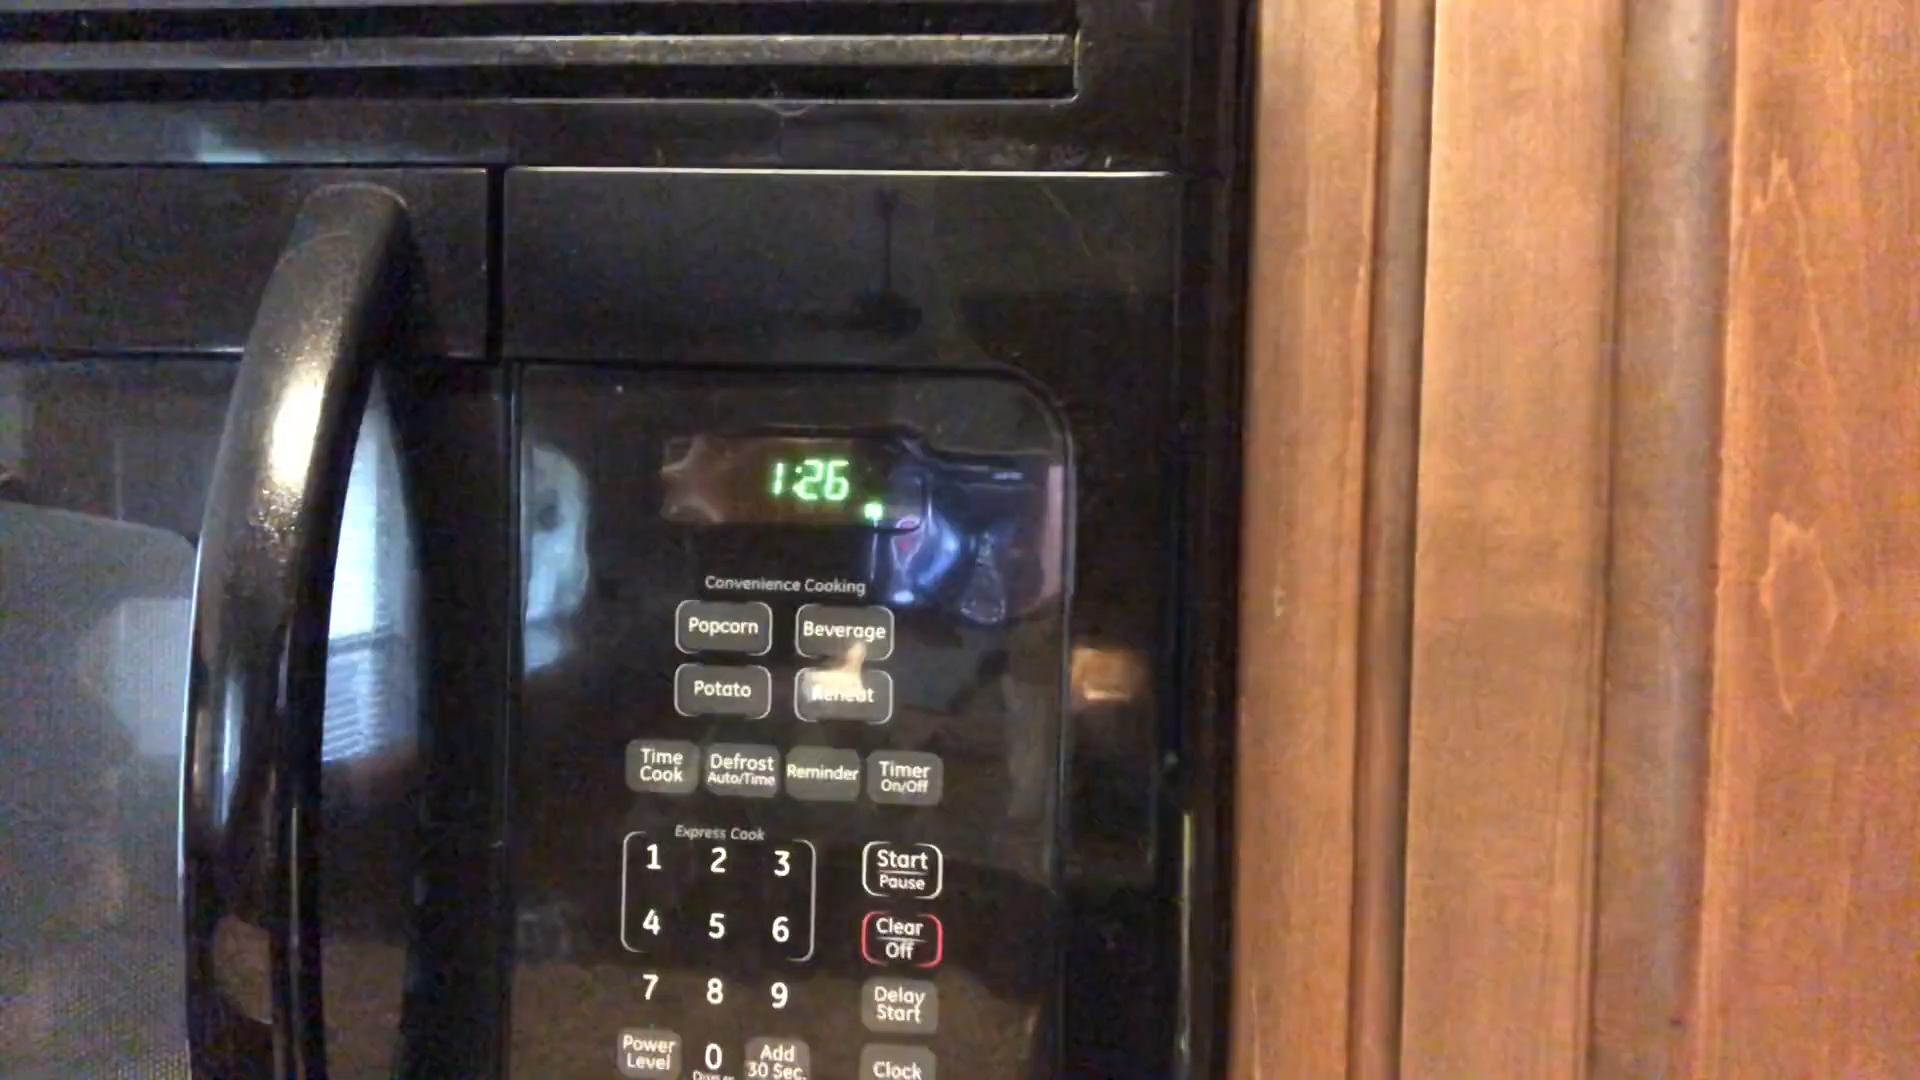 1:26
Convenience Cooking
Popcorn Beverage
Potato Reheat
Time Cook
Defrost Auto/Time
Reminder
Timer On/Off
Express Cook
1 2 3
Start Pause
4 5 6
Clear Off
7 8 9
Delay Start
Power Level
0
Add 30 Sec.
Clock